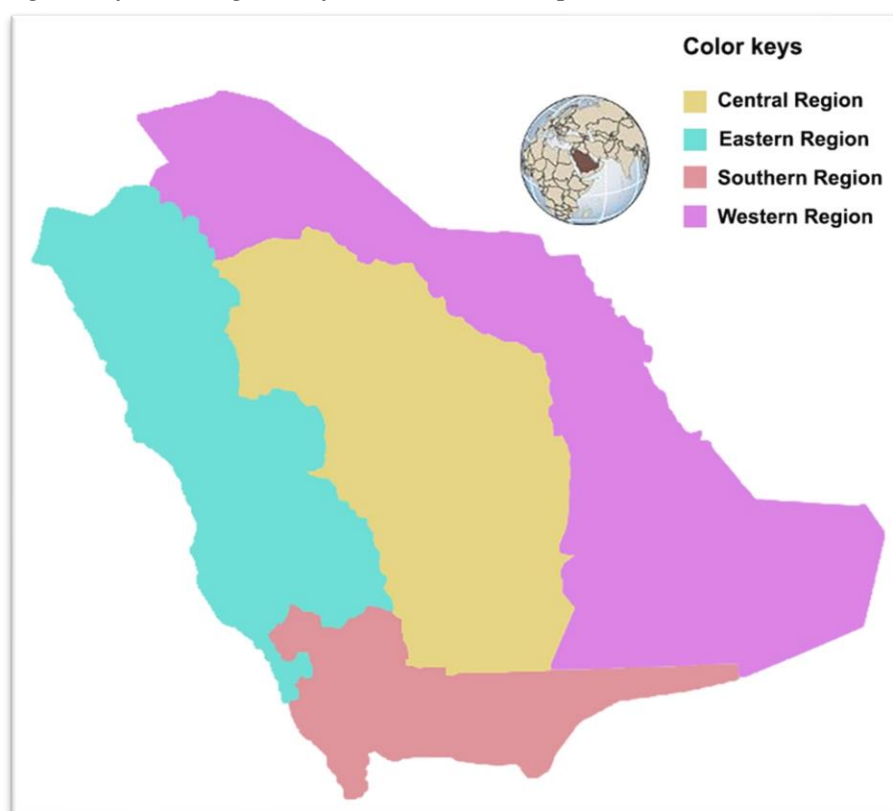 Color keys
Central Region
Eastern Region
Southern Region
Western Region